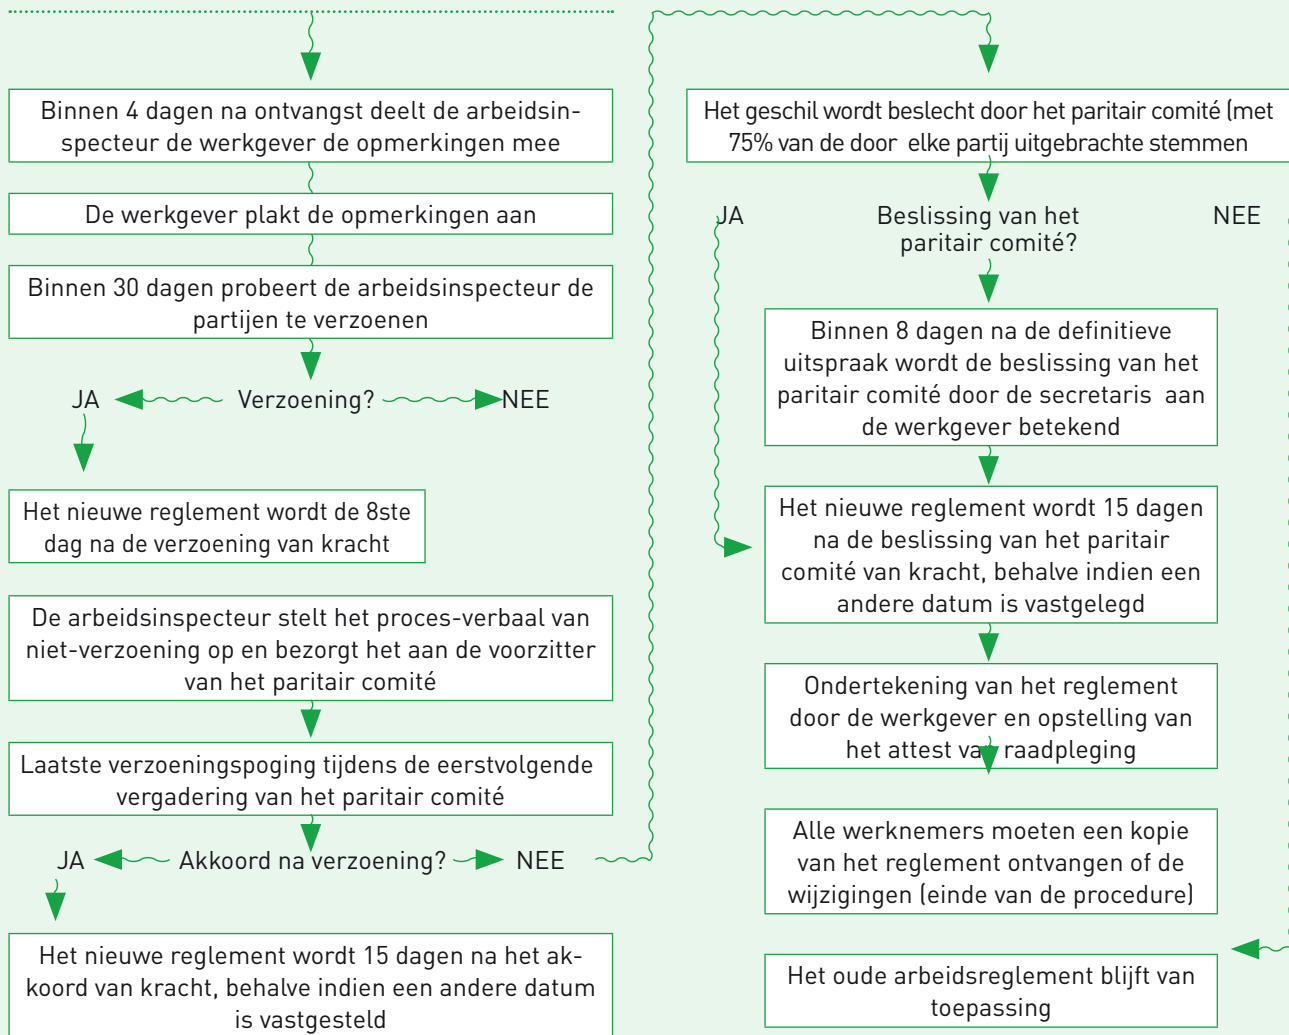 Binnen 4 dagen na ontvangst deelt de arbeidsin-
specteur de werkgever de opmerkingen mee
De werkgever plakt de opmerkingen aan
Binnen 30 dagen probeert de arbeidsinspecteur de
partijen te verzoenen
JA Verzoening? NEE
Het nieuwe reglement wordt de 8ste
dag na de verzoening van kracht
De arbeidsinspecteur stelt het proces-verbaal van
niet-verzoening op en bezorgt het aan de voorzitter
van het paritair comité
Laatste verzoeningspoging tijdens de eerstvolgende
vergadering van het paritair comité
JA Akkoord na verzoening? NEE
Het nieuwe reglement wordt 15 dagen na het ak-
koord van kracht, behalve indien een andere datum
is vastgesteld
Het geschil wordt beslecht door het paritair comité (met
75% van de door elke partij uitgebrachte stemmen
JA Beslissing van het NEE
paritair comité?
Binnen 8 dagen na de definitieve
uitspraak wordt de beslissing van het
paritair comité door de secretaris aan
de werkgever betekend
Het nieuwe reglement wordt 15 dagen
na de beslissing van het paritair
comité van kracht, behalve indien een
andere datum is vastgelegd
Ondertekening van het reglement
door de werkgever en opstelling van
het attest van raadpleging
Alle werknemers moeten een kopie
van het reglement ontvangen of de
wijzigingen (einde van de procedure)
Het oude arbeidsreglement blijft van
toepassing